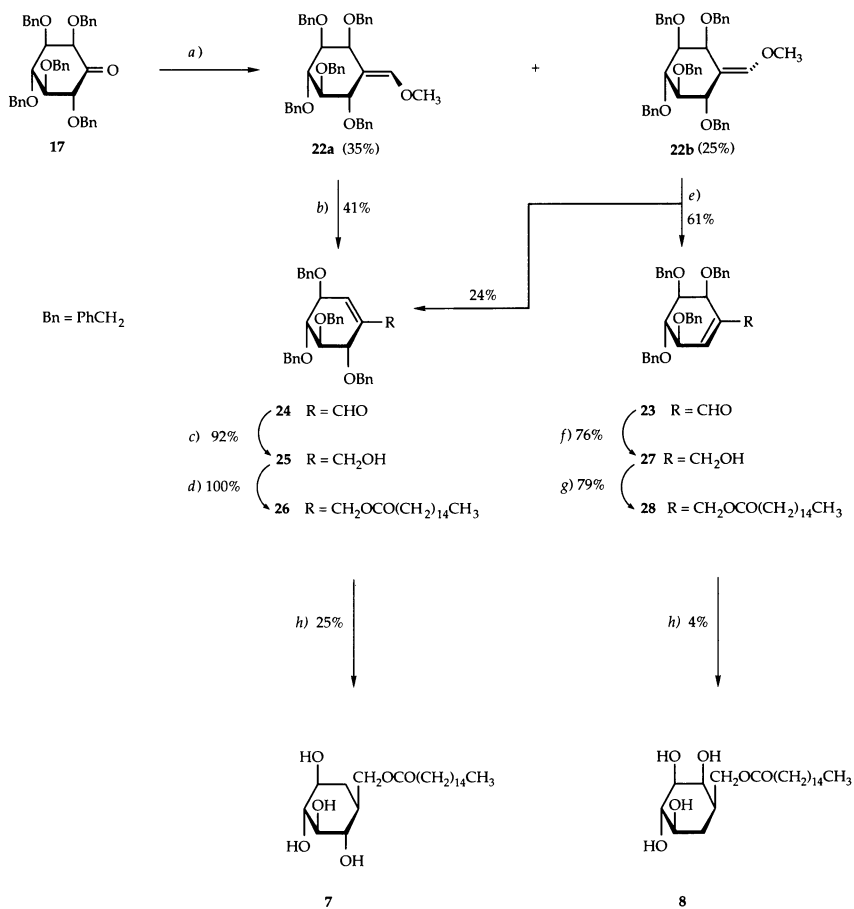 BnO OBn
a)
OBn
O
BnO
OBn
17
BnO OBn
OBn
OCH3
BnO
OBn
22a (35%)
+
BnO OBn
OCH3
OBn
BnO
OBn
22b (25%)
b) 41%
e)
61%
24%
Bn = PhCH2
BnO
OBn
R
BnO
OBn
BnO OBn
OBn
R
BnO
24 R = CHO
c) 92%
25 R = CH2OH
d) 100%
26 R = CH2OCO(CH2)14CH3
23 R = CHO
f) 76%
27 R = CH2OH
g) 79%
28 R = CH2OCO(CH2)14CH3
h) 25%
h) 4%
HO
CH2OCO(CH2)14CH3
OH
HO
OH
7
HO OH
CH2OCO(CH2)14CH3
OH
HO
8